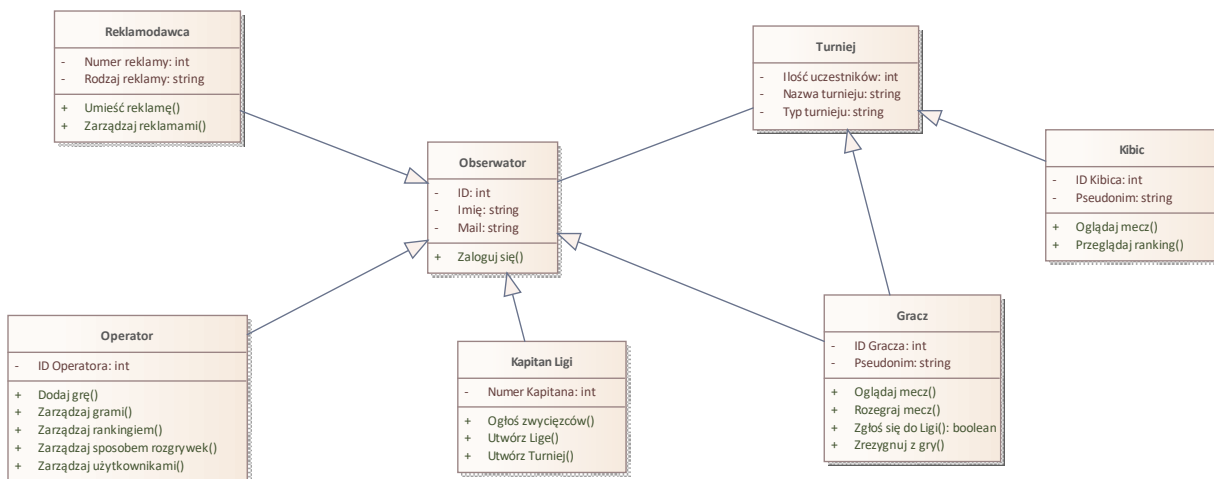 Reklamodawca
- Numer reklamy: int
- Rodzaj reklamy: string
+ Umieść reklamę()
+ Zarządzaj reklamami()
Turniej
- Ilość uczestników: int
- Nazwa turnieju: string
- Typ turnieju: string
Obserwator
- ID: int
- Imię: string
- Mail: string
+ Zaloguj się()
Kibic
- ID Kibica: int
- Pseudonim: string
+ Oglądaj mecz()
+ Przeglądaj ranking()
Operator
- ID Operatora: int
+ Dodaj grę()
+ Zarządzaj grami()
+ Zarządzaj rankingiem()
+ Zarządzaj sposobem rozgrywek()
+ Zarządzaj użytkownikami()
Kapitan Ligi
- Numer Kapitana: int
+ Ogłoś zwycięzców()
+ Utwórz Lige()
+ Utwórz Turniej()
Gracz
- ID Gracza: int
- Pseudonim: string
+ Oglądaj mecz()
+ Rozegraj mecz()
+ Zgłoś się do Ligi(): boolean
+ Zrezygnuj z gry()